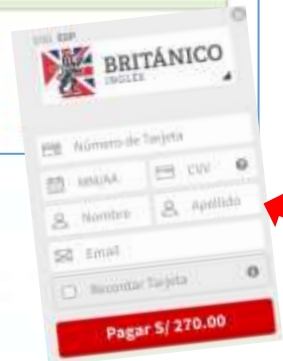 ENG ESP
BRITÁNICO
INGLÉS
Número de Tarjeta
MM/AA CVV
Nombre Apellido
Email
Recordar Tarjeta
Pagar S/ 270.00